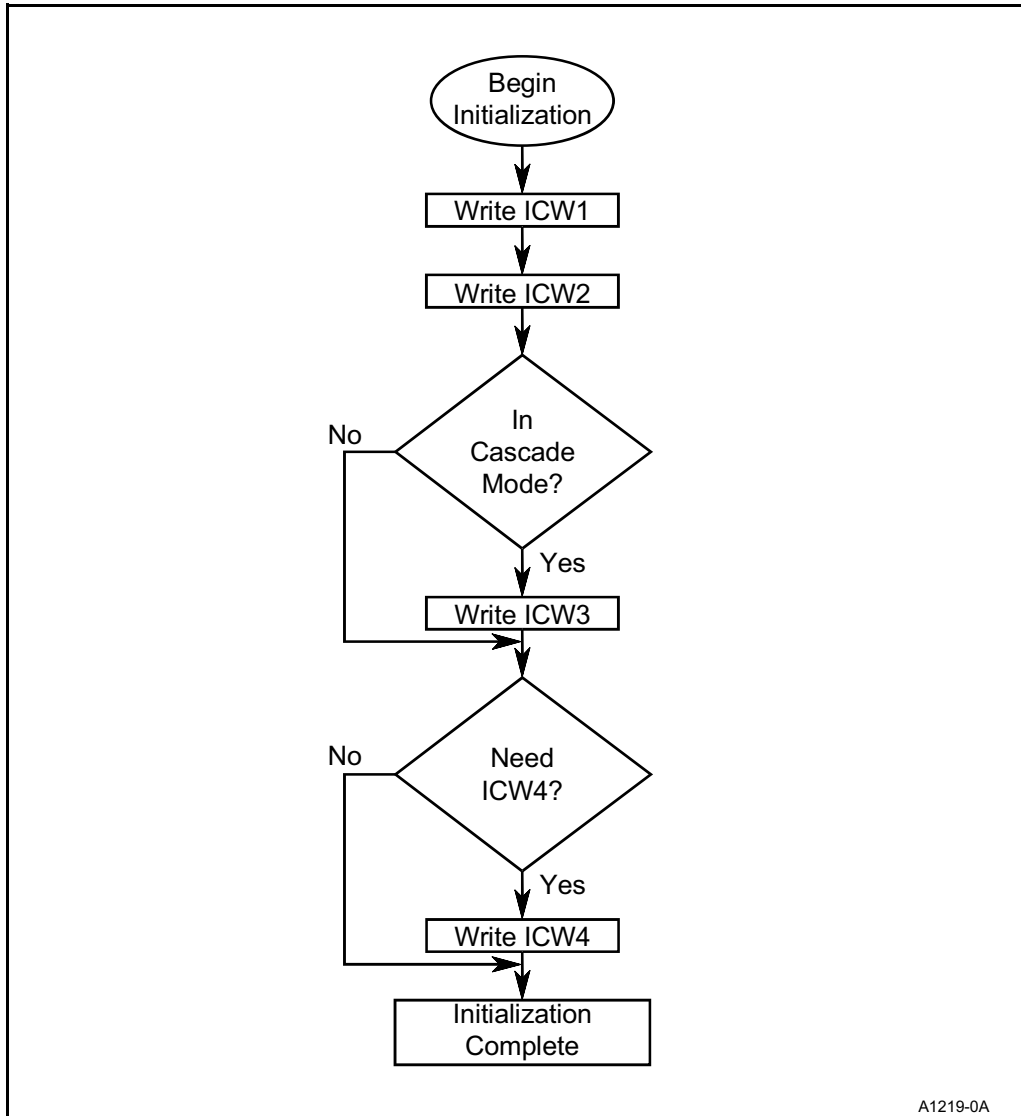 Begin
Initialization
Write ICW1
Write ICW2
In
Cascade
Mode?
No
Yes
Write ICW3
Need
ICW4?
No
Yes
Write ICW4
Initialization
Complete
A1219-0A